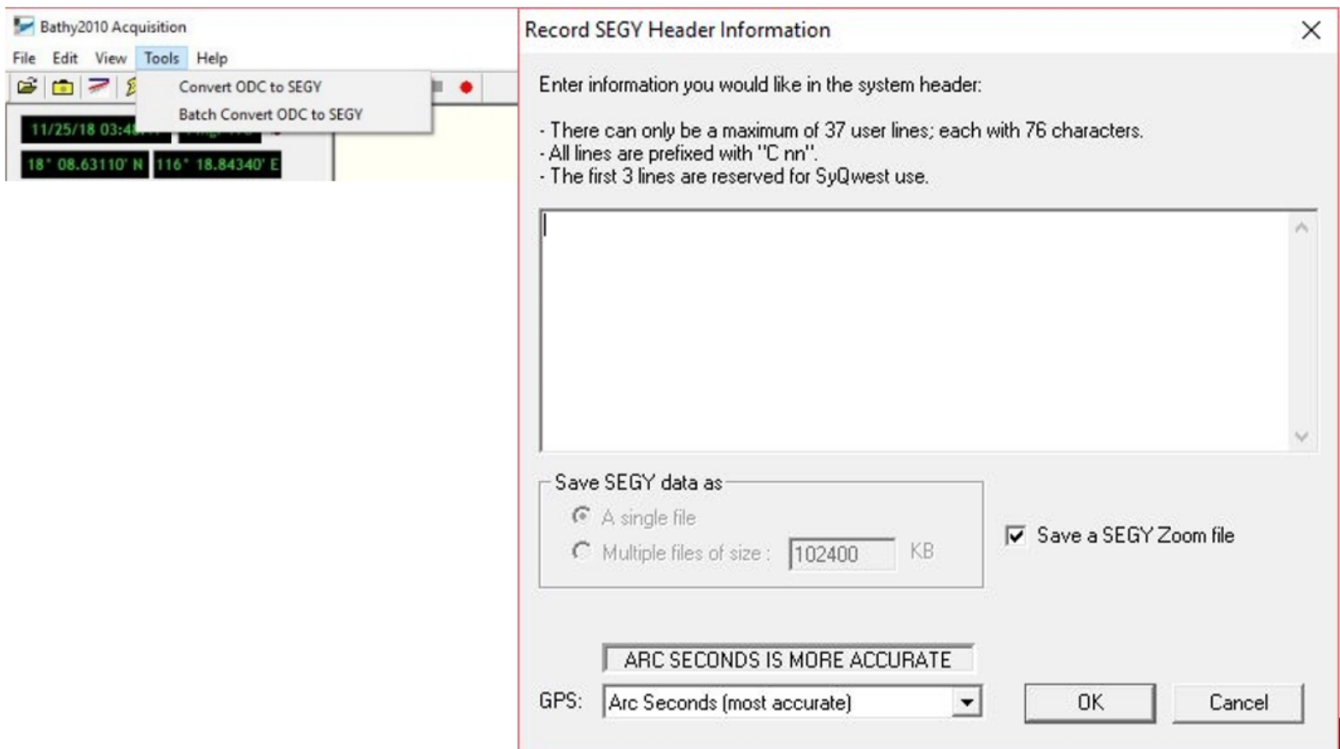 Bathy2010 Acquisition
File Edit View Tools Help
Convert ODC to SEGY
Batch Convert ODC to SEGY
11/25/18 03:4
18° 08.63110' N 116° 18.84340' E
Record SEGY Header Information
Enter information you would like in the system header:
- There can only be a maximum of 37 user lines; each with 76 characters.
- All lines are prefixed with "C nn".
- The first 3 lines are reserved for SyQwest use.
Save SEGY data as
A single file
Multiple files of size : 102400 KB
Save a SEGY Zoom file
ARC SECONDS IS MORE ACCURATE
GPS: Arc Seconds (most accurate)
OK Cancel